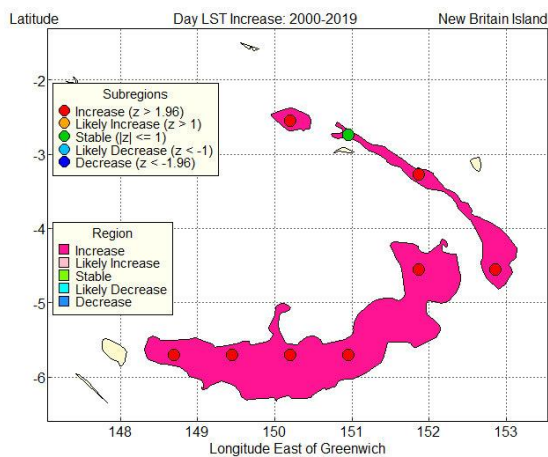 Latitude Day LST Increase: 2000-2019 New Britain Island
-2
Subregions
Increase (z > 1.96)
Likely Increase (z > 1)
Stable (|z| <= 1)
Likely Decrease (z < -1)
Decrease (z < -1.96)
-3
-4
Region
Increase
Likely Increase
Stable
Likely Decrease
Decrease
-5
-6
148 149 150 151 152 153
Longitude East of Greenwich